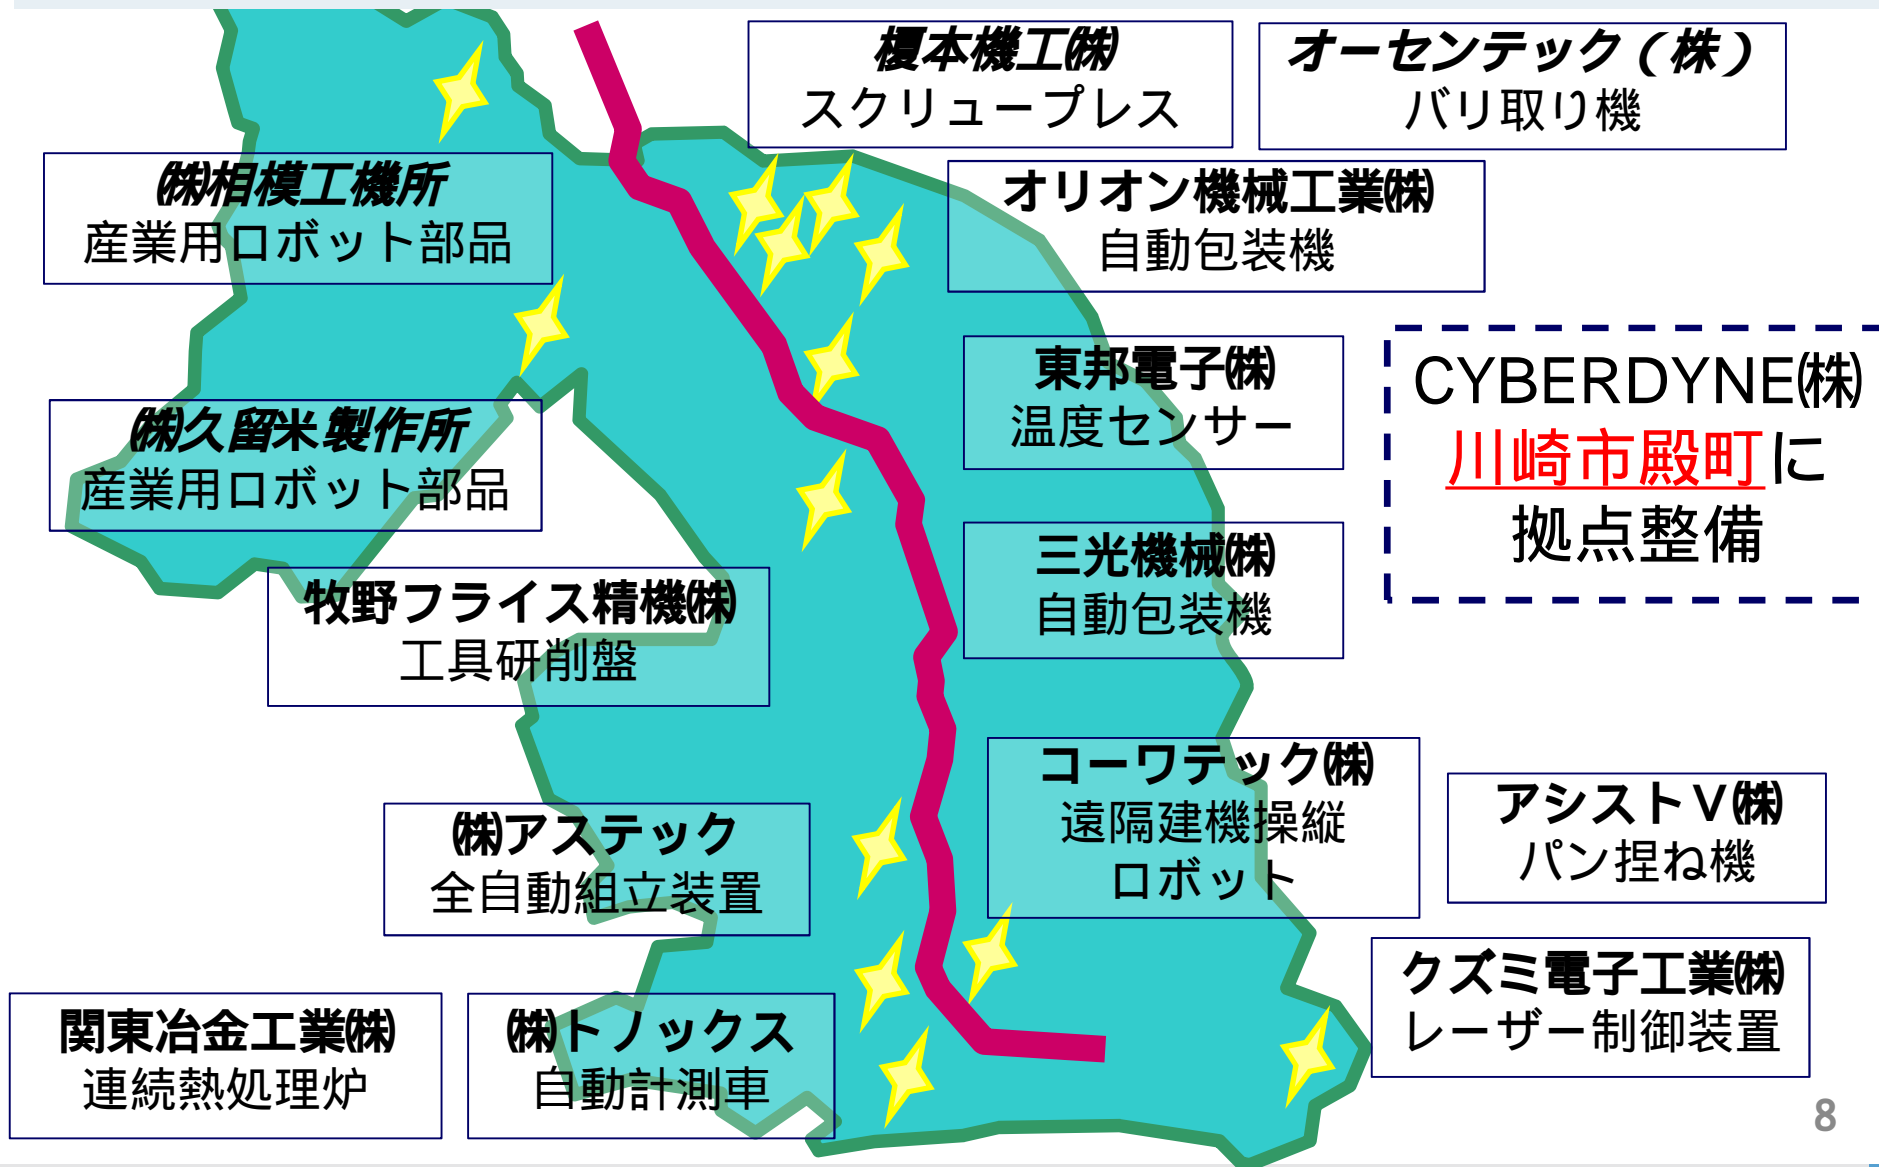 榎本機工㈱
スクリュープレス
オーセンテック（株）
バリ取り機
㈱相模工機所
産業用ロボット部品
オリオン機械工業㈱
自動包装機
東邦電子㈱
温度センサー
CYBERDYNE㈱
川崎市殿町に
拠点整備
㈱久留米製作所
産業用ロボット部品
三光機械㈱
自動包装機
牧野フライス精機㈱
工具研削盤
コーワテック㈱
遠隔建機操縦
ロボット
アシストＶ㈱
パン捏ね機
㈱アステック
全自動組立装置
クズミ電子工業㈱
レーザー制御装置
関東冶金工業㈱
連続熱処理炉
㈱トノックス
自動計測車
8